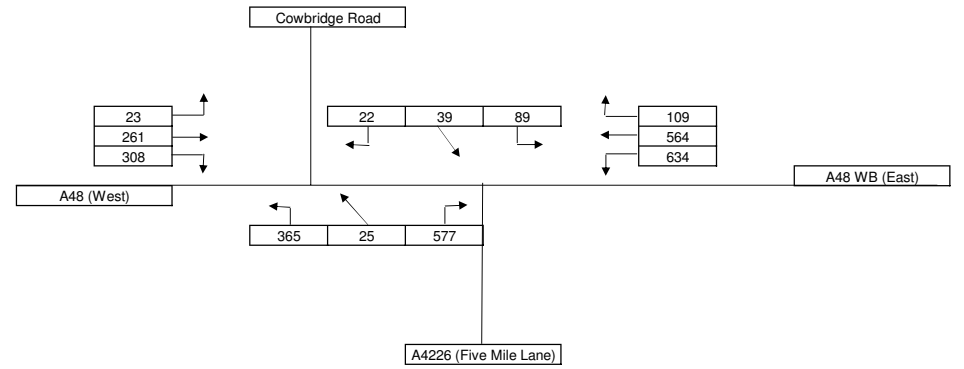 Cowbridge Road
23
261
308
22 39 89
109
564
634
A48 (West)
A48 WB (East)
365 25 577
A4226 (Five Mile Lane)